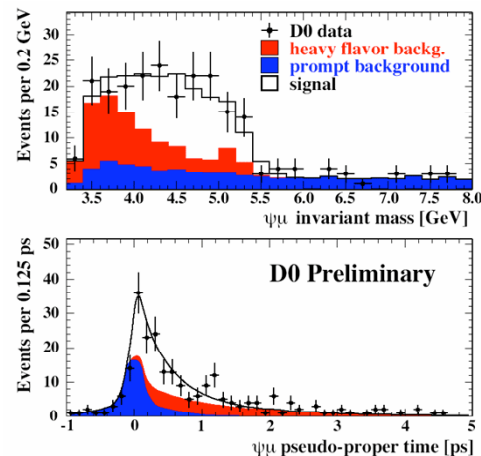 Events per 0.2 GeV
30
25
20
15
10
5
0
D0 data
heavy flavor backg.
prompt background
signal
3.5 4.0 4.5 5.0 5.5 6.0 6.5 7.0 7.5 8.0
ψμ invariant mass [GeV]
Events per 0.125 ps
50
40
30
20
10
0
D0 Preliminary
-1 0 1 2 3 4 5
ψμ pseudo-proper time [ps]